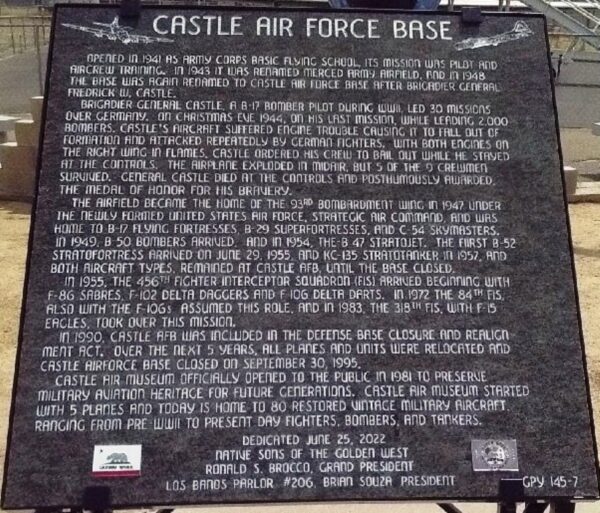 CASTLE AIR FORCE BASE
OPENED IN 1941 AS ARMY CORPS BASIC FLYING SCHOOL, ITS MISSION WAS PILOT AND
AIRCREW TRAINING. IN 1943 IT WAS RENAMED MERCED ARMY AIRFIELD, AND IN 1948
THE BASE WAS AGAIN RENAMED TO CASTLE AIR FORCE BASE AFTER BRIGADIER GENERAL
FREDRICK W. CASTLE.
BRIGADIER GENERAL CASTLE, A B-17 BOMBER PILOT DURING WWII, LED 30 MISSIONS
OVER GERMANY. ON CHRISTMAS EVE 1944, ON HIS LAST MISSION, WHILE LEADING 2,000
BOMBERS, CASTLE'S AIRCRAFT SUFFERED ENGINE TROUBLE CAUSING IT TO FALL OUT OF
FORMATION AND ATTACKED REPEATEDLY BY GERMAN FIGHTERS. WITH BOTH ENGINES ON
THE RIGHT WING IN FLAMES, CASTLE ORDERED HIS CREW TO BAIL OUT WHILE HE STAYED
AT THE CONTROLS. THE AIRPLANE EXPLODED IN MIDAIR, BUT 5 OF THE 9 CREWMEN
SURVIVED. GENERAL CASTLE DIED AT THE CONTROLS AND POSTHUMOUSLY AWARDED,
THE MEDAL OF HONOR FOR HIS BRAVERY.
THE AIRFIELD BECAME THE HOME OF THE 93RD BOMBARDMENT WING IN 1947 UNDER
THE NEWLY FORMED UNITED STATES AIR FORCE, STRATEGIC AIR COMMAND, AND WAS
HOME TO B-17 FLYING FORTRESSES, B-29 SUPERFORTRESSES, AND C-54 SKYMASTERS.
IN 1949, B-50 BOMBERS ARRIVED. AND IN 1954, THE B-47 STRATOJET. THE FIIRST B-52
STRATOFORTRESS ARRIVED ON JUNE 29, 1955, AND KC-135 STRATOTANKER IN 1957, AND
BOTH AIRCRAFT TYPES, REMAINED AT CASTLE AFB, UNTIL THE BASE CLOSED.
IN 1955, THE 456TH FIGHTER INTERCEPTOR SQUADRON (FIS) ARRIVED BEGINNING WITH
F-86 SABRES, F-102 DELTA DAGGERS AND F-106 DELTA DARTS. IN 1972 THE 84TH FIS,
ALSO WITH THE F-106s ASSUMED THIS ROLE, AND IN 1983, THE 318TH FIS, WITH F-15
EAGLES, TOOK OVER THIS MISSION.
IN 1990, CASTLE AFB WAS INCLUDED IN THE DEFENSE BASE CLOSURE AND REALIGN
MENT ACT. OVER THE NEXT 5 YEARS, ALL PLANES AND UNITS WERE RELOCATED AND
CASTLE AIRFORCE BASE CLOSED ON SEPTEMBER 30, 1995.
CASTLE AIR MUSEUM OFFICIALLY OPENED TO THE PUBLIC IN 1981 TO PRESERVE
MILITARY AVIATION HERITAGE FOR FUTURE GENERATIONS. CASTLE AIR MUSEUM STARTED
WITH 5 PLANES AND TODAY IS HOME TO 80 RESTORED VINTAGE MILITARY AIRCRAFT,
RANGING FROM PRE WWII TO PRESENT DAY FIGHTERS, BOMBERS, AND TANKERS.
DEDICATED JUNE 25, 2022
NATIVE SONS OF THE GOLDEN WEST
RONALD S. BROCCO, GRAND PRESIDENT
LOS BANOS PARLOR #206, BRIAN SOUZA PRESIDENT
GPY 145-7